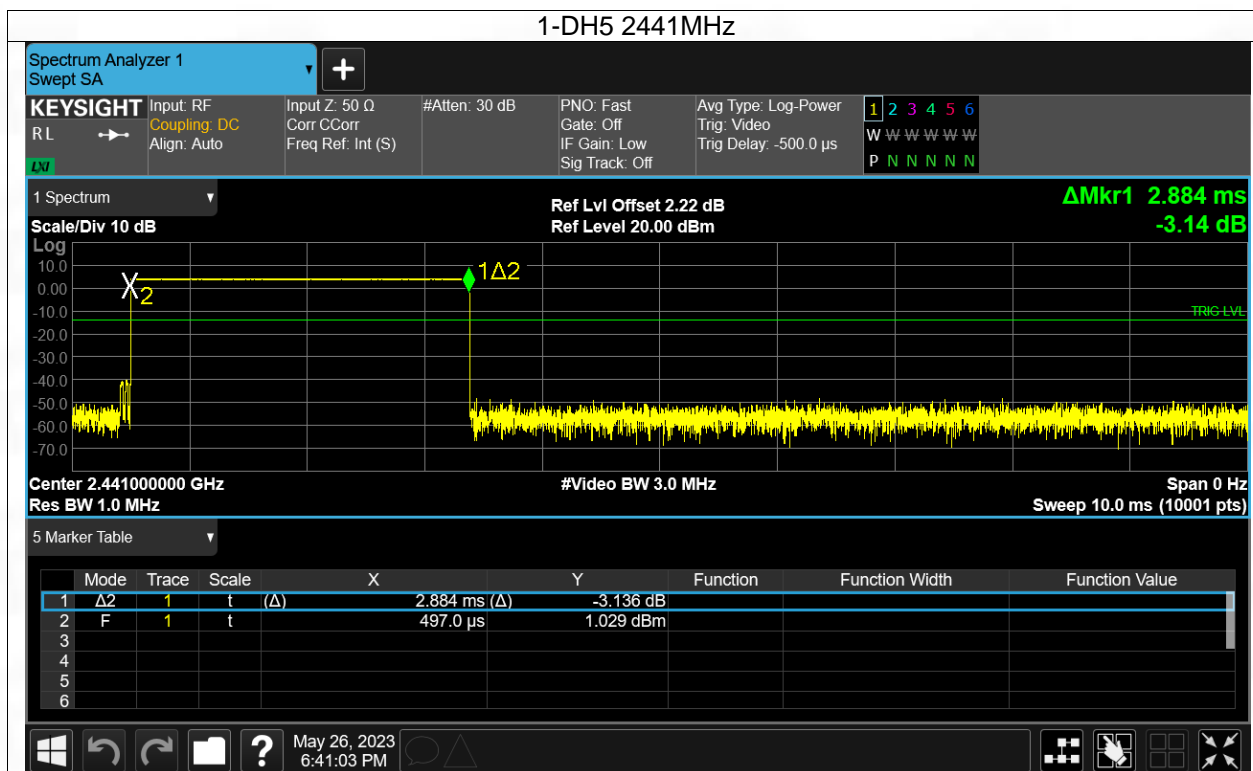 1-DH5 2441MHz
Spectrum Analyzer 1
Swept SA
KEYSIGHT Input: RF Input Z: 50 Ω #Atten: 30 dB PNO: Fast Avg Type: Log-Power 1 2 3 4 5 6
RL Coupling: DC Corr CCorr Gate: Off Trig: Video W W W W W W
Align: Auto Freq Ref: Int (S) IF Gain: Low Trig Delay: -500.0 µs
LXI Sig Track: Off P N N N N N
1 Spectrum Ref Lvl Offset 2.22 dB ΔMkr1 2.884 ms
Scale/Div 10 dB Ref Level 20.00 dBm -3.14 dB
Log
10.0 1Δ2
0.00 2
-10.0 TRIG LVL
-20.0
-30.0
-40.0
-50.0
-60.0
-70.0
Center 2.441000000 GHz #Video BW 3.0 MHz Span 0 Hz
Res BW 1.0 MHz Sweep 10.0 ms (10001 pts)
5 Marker Table
Mode Trace Scale X Y Function Function Width Function Value
1 Δ2 1 t (Δ) 2.884 ms (Δ) -3.136 dB
2 F 1 t 497.0 µs 1.029 dBm
3
4
5
6
? May 26, 2023
6:41:03 PM